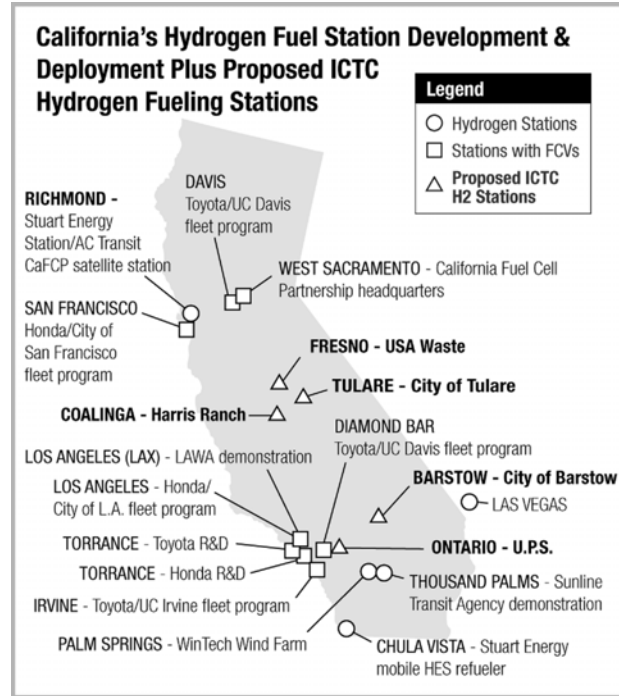 California's Hydrogen Fuel Station Development &
Deployment Plus Proposed ICTC
Hydrogen Fueling Stations
Legend
Hydrogen Stations
Stations with FCVs
Proposed ICTC
H2 Stations
RICHMOND -
Stuart Energy
Station/AC Transit
CaFCP satellite station
DAVIS
Toyota/UC Davis
fleet program
WEST SACRAMENTO - California Fuel Cell
Partnership headquarters
SAN FRANCISCO
Honda/City of
San Francisco
fleet program
FRESNO - USA Waste
TULARE - City of Tulare
COALINGA - Harris Ranch
DIAMOND BAR
Toyota/UC Davis fleet program
LOS ANGELES (LAX) - LAWA demonstration
BARSTOW - City of Barstow
LOS ANGELES - Honda/
City of L.A. fleet program
LAS VEGAS
TORRANCE - Toyota R&D
ONTARIO - U.P.S.
TORRANCE - Honda R&D
THOUSAND PALMS - Sunline
Transit Agency demonstration
IRVINE - Toyota/UC Irvine fleet program
PALM SPRINGS - WinTech Wind Farm
CHULA VISTA - Stuart Energy
mobile HES refueler